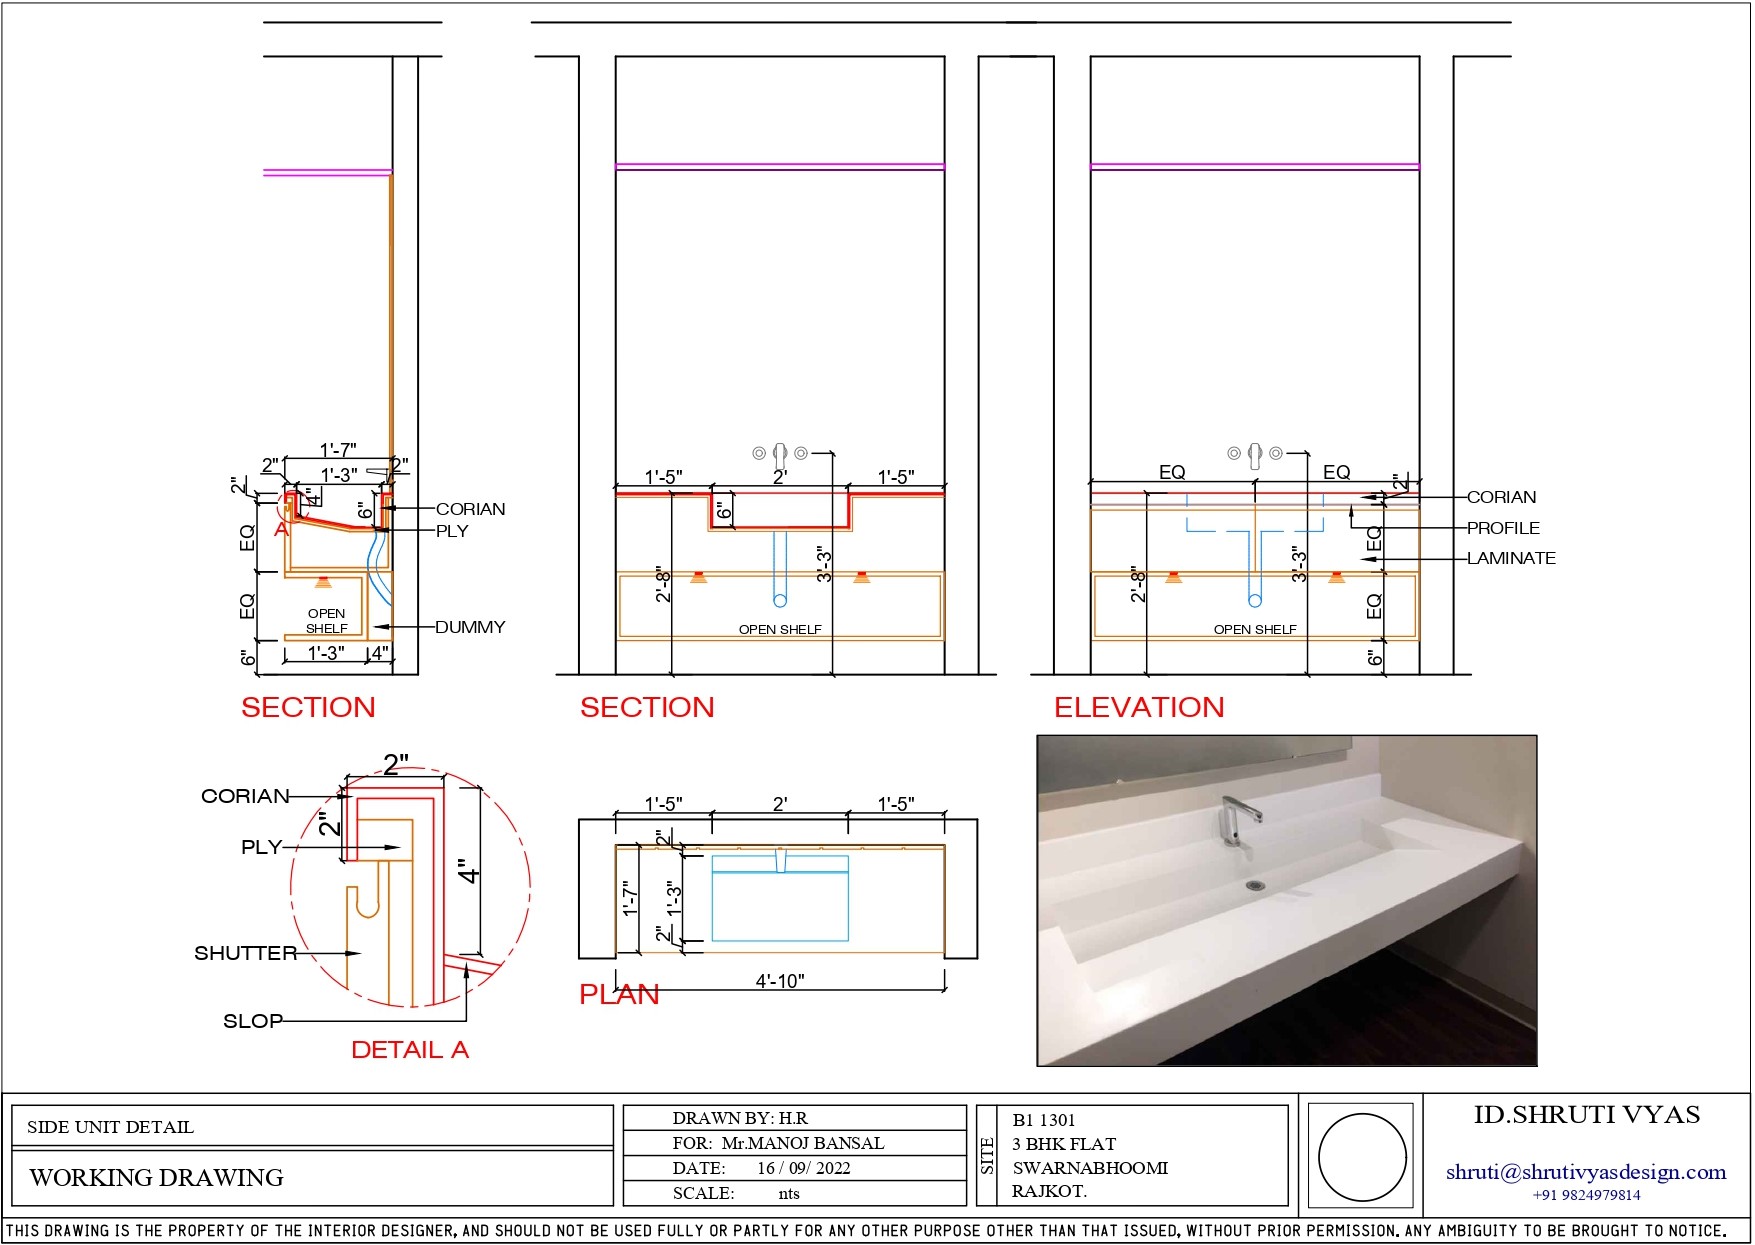 1'-7"
2"
1'-3"
2"
2"
4"
6"
A
EQ
EQ
6"
CORIAN
PLY
OPEN
SHELF
DUMMY
1'-3"
4"
SECTION
1'-5"
2'
1'-5"
6"
2'-8"
3'-3"
OPEN SHELF
SECTION
EQ
EQ
2"
CORIAN
PROFILE
LAMINATE
EQ
EQ
6"
2'-8"
3'-3"
OPEN SHELF
ELEVATION
2"
CORIAN
2"
PLY
4"
SHUTTER
SLOP
DETAIL A
1'-5"
2'
1'-5"
2"
1'-7"
1'-3"
2"
4'-10"
PLAN
SIDE UNIT DETAIL
WORKING DRAWING
DRAWN BY: H.R
FOR: Mr.MANOJ BANSAL
DATE: 16 / 09/ 2022
SCALE: nts
SITE
B1 1301
3 BHK FLAT
SWARNABHOOMI
RAJKOT.
ID.SHRUTI VYAS
shruti@shrutivyasdesign.com
+91 9824979814
THIS DRAWING IS THE PROPERTY OF THE INTERIOR DESIGNER, AND SHOULD NOT BE USED FULLY OR PARTLY FOR ANY OTHER PURPOSE OTHER THAN THAT ISSUED, WITHOUT PRIOR PERMISSION. ANY AMBIGUITY TO BE BROUGHT TO NOTICE.